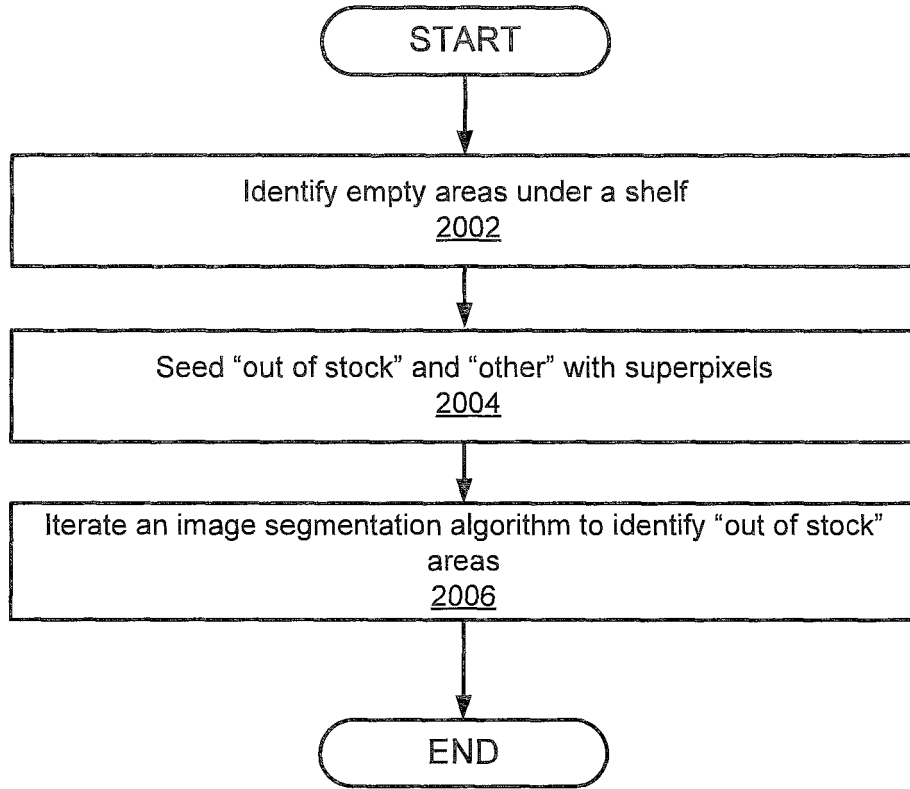 START
Identify empty areas under a shelf
2002
Seed “out of stock” and “other” with superpixels
2004
Iterate an image segmentation algorithm to identify “out of stock”
areas
2006
END